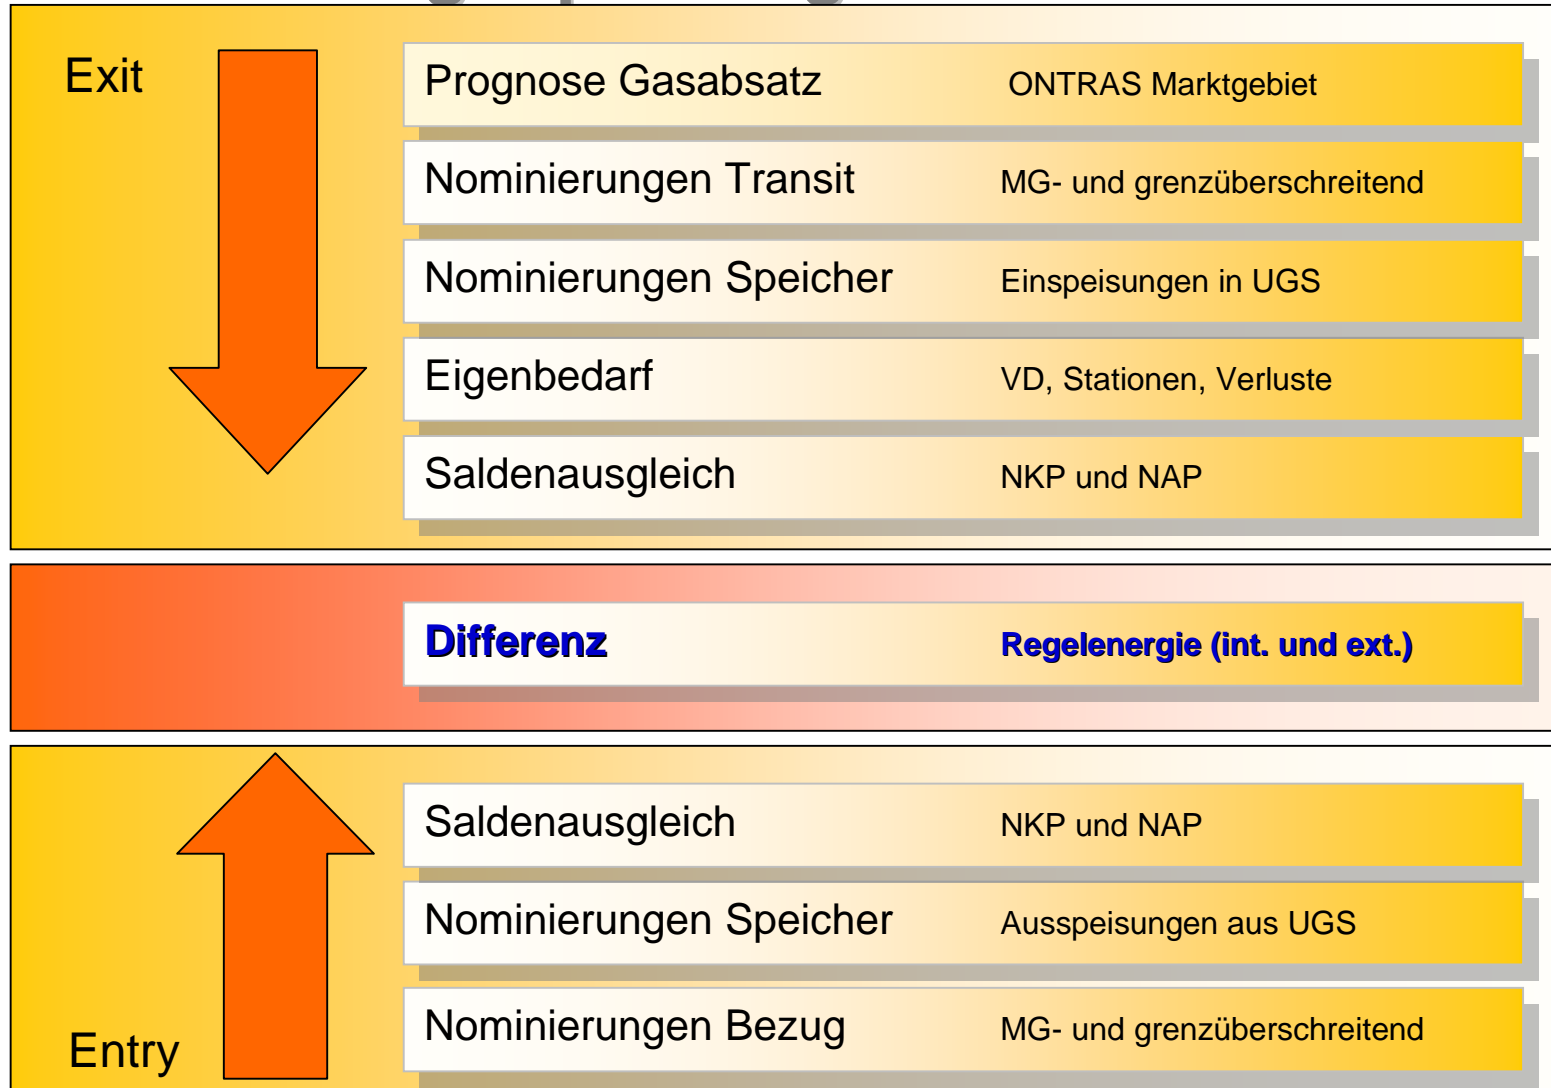 Exit
Prognose Gasabsatz ONTRAS Marktgebiet
Nominierungen Transit MG- und grenzüberschreitend
Nominierungen Speicher Einspeisungen in UGS
Eigenbedarf VD, Stationen, Verluste
Saldenausgleich NKP und NAP
Differenz Regelenergie (int. und ext.)
Saldenausgleich NKP und NAP
Nominierungen Speicher Ausspeisungen aus UGS
Nominierungen Bezug MG- und grenzüberschreitend
Entry